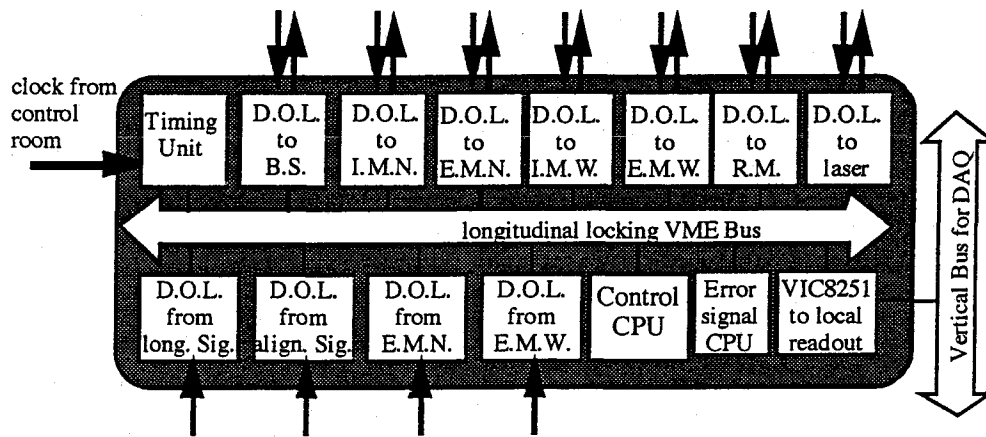 clock from
control
room
Timing
Unit
D.O.L.
to
B.S.
D.O.L.
to
I.M.N.
D.O.L.
to
E.M.N.
D.O.L.
to
I.M.W.
D.O.L.
to
E.M.W.
D.O.L.
to
R.M.
D.O.L.
to
laser
longitudinal locking VME Bus
D.O.L.
from
long. Sig.
D.O.L.
from
align. Sig.
D.O.L.
from
E.M.N.
D.O.L.
from
E.M.W.
Control
CPU
Error
signal
CPU
VIC8251
to local
readout
Vertical Bus for DAQ